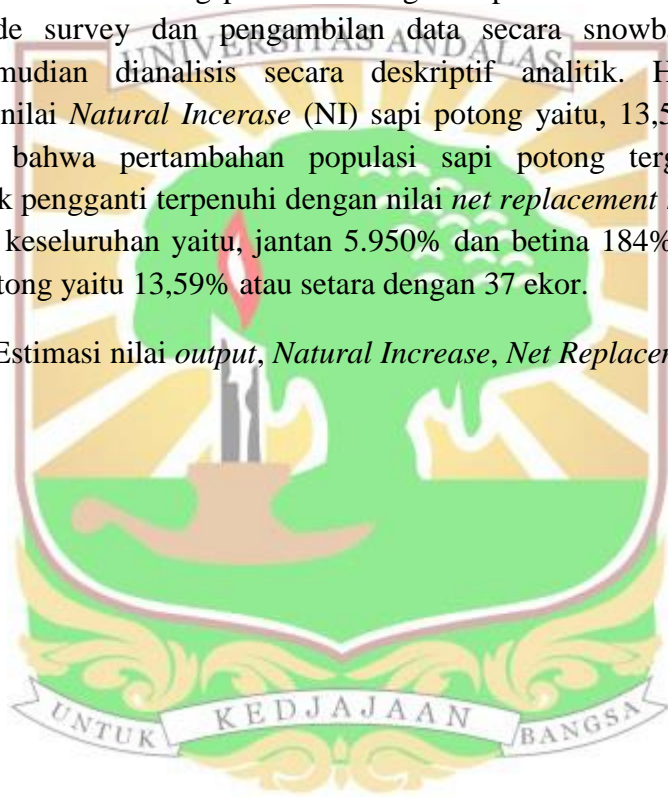 de survey dan pengambilan data secara snowba
UNIVERSITAS ANDALAS
mudian dianalisis secara deskriptif analitik. H
nilai Natural Incerase (NI) sapi potong yaitu, 13,5
bahwa pertambahan populasi sapi potong terg
k pengganti terpenuhi dengan nilai net replacement
keseluruhan yaitu, jantan 5.950% dan betina 184%
tong yaitu 13,59% atau setara dengan 37 ekor.
Estimasi nilai output, Natural Increase, Net Replacem
UNTUK KEDJAJAAN BANGSA